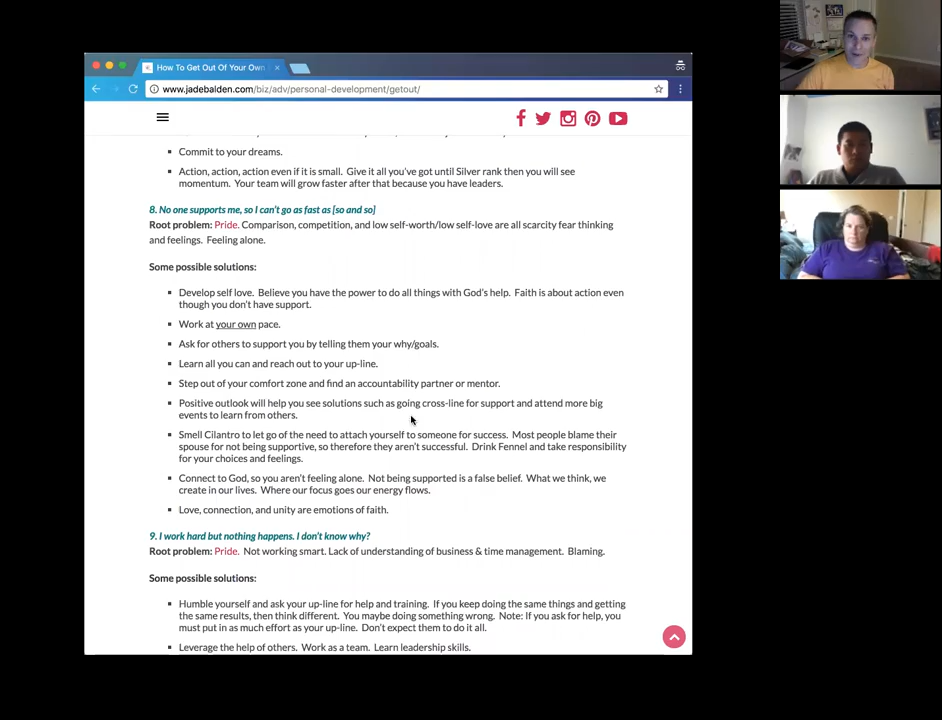 How To Get Out Of Your Own
www.jadebalden.com/biz/adv/personal-development/getout/
Commit to your dreams.
Action, action, action even if it is small.  Give it all you've got until Silver rank then you will see
momentum.  Your team will grow faster after that because you have leaders.
8. No one supports me, so I can't go as fast as [so and so]
Root problem: Pride. Comparison, competition, and low self-worth/low self-love are all scarcity fear thinking
and feelings.  Feeling alone.
Some possible solutions:
Develop self love.  Believe you have the power to do all things with God's help.  Faith is about action even
though you don't have support.
Work at your own pace.
Ask for others to support you by telling them your why/goals.
Learn all you can and reach out to your up-line.
Step out of your comfort zone and find an accountability partner or mentor.
Positive outlook will help you see solutions such as going cross-line for support and attend more big
events to learn from others.
Smell Cilantro to let go of the need to attach yourself to someone for success.  Most people blame their
spouse for not being supportive, so therefore they aren't successful.  Drink Fennel and take responsibility
for your choices and feelings.
Connect to God, so you aren't feeling alone.  Not being supported is a false belief.  What we think, we
create in our lives.  Where our focus goes our energy flows.
Love, connection, and unity are emotions of faith.
9. I work hard but nothing happens. I don't know why?
Root problem: Pride.  Not working smart. Lack of understanding of business & time management.  Blaming.
Some possible solutions:
Humble yourself and ask your up-line for help and training.  If you keep doing the same things and getting
the same results, then think different.  You maybe doing something wrong.  Note: If you ask for help, you
must put in as much effort as your up-line.  Don't expect them to do it all.
Leverage the help of others.  Work as a team.  Learn leadership skills.